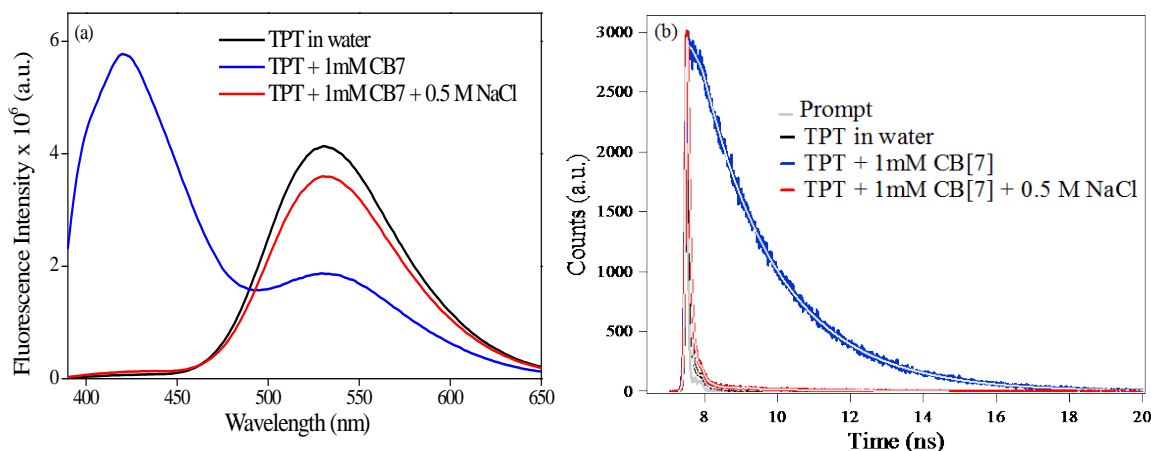 (a)
TPT in water
TPT + 1mM CB7
TPT + 1mM CB7 + 0.5 M NaCl
Fluorescence Intensity x 10⁶ (a.u.)
6
4
2
0
400 450 500 550 600 650
Wavelength (nm)
(b)
Prompt
TPT in water
TPT + 1mM CB[7]
TPT + 1mM CB[7] + 0.5 M NaCl
Counts (a.u.)
3000
2500
2000
1500
1000
500
0
8 10 12 14 16 18 20
Time (ns)